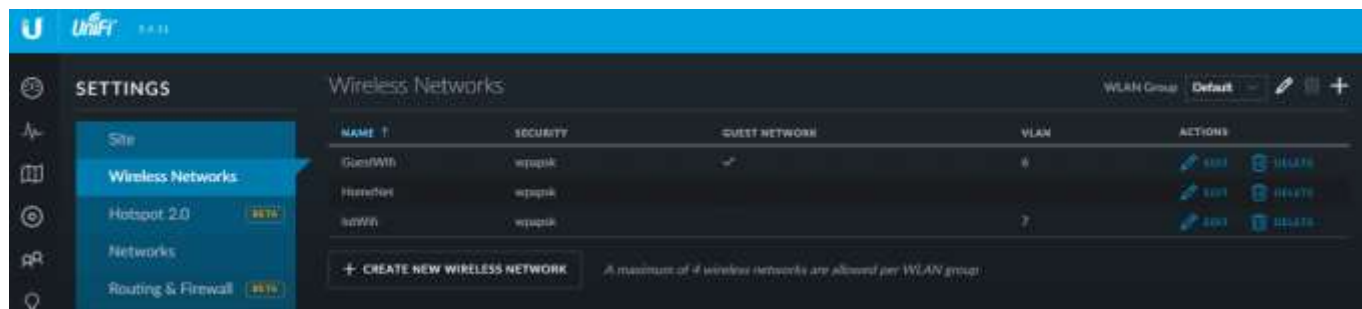 U UniFi
SETTINGS
Site
Wireless Networks
Hotspot 2.0 BETA
Networks
Routing & Firewall BETA
Wireless Networks
WLAN Group Default
NAME ↑ SECURITY GUEST NETWORK VLAN ACTIONS
GuestWifi wpapsk 6 EDIT DELETE
HomeNet wpapsk EDIT DELETE
wpapsk 7 EDIT DELETE
+ CREATE NEW WIRELESS NETWORK A maximum of 4 wireless networks are allowed per WLAN group